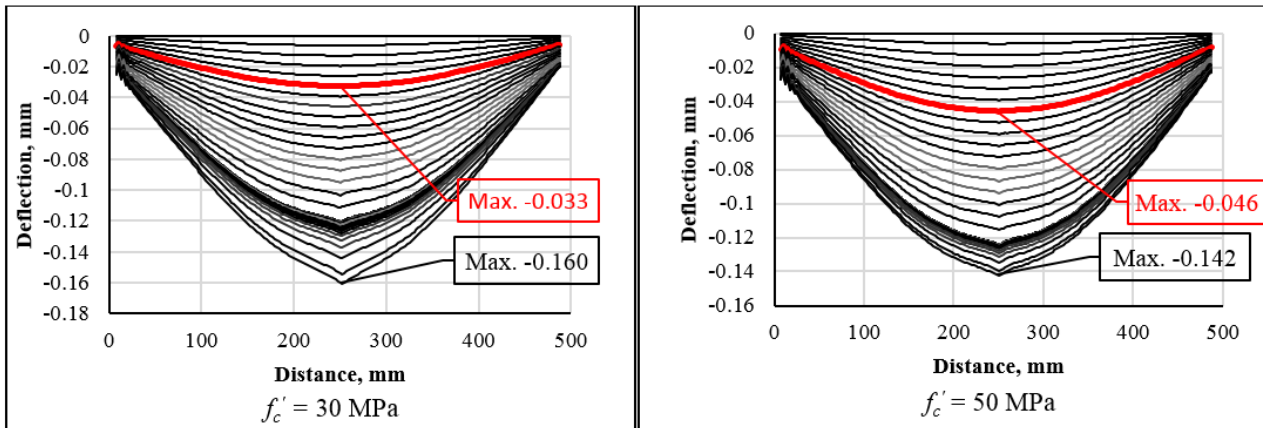 0
-0.02
-0.04
-0.06
-0.08
-0.1
-0.12
-0.14
-0.16
-0.18
Deflection, mm
Max. -0.033
Max. -0.160
0 100 200 300 400 500
Distance, mm
f_c′ = 30 MPa
0
-0.02
-0.04
-0.06
-0.08
-0.1
-0.12
-0.14
-0.16
Deflection, mm
Max. -0.046
Max. -0.142
0 100 200 300 400 500
Distance, mm
f_c′ = 50 MPa